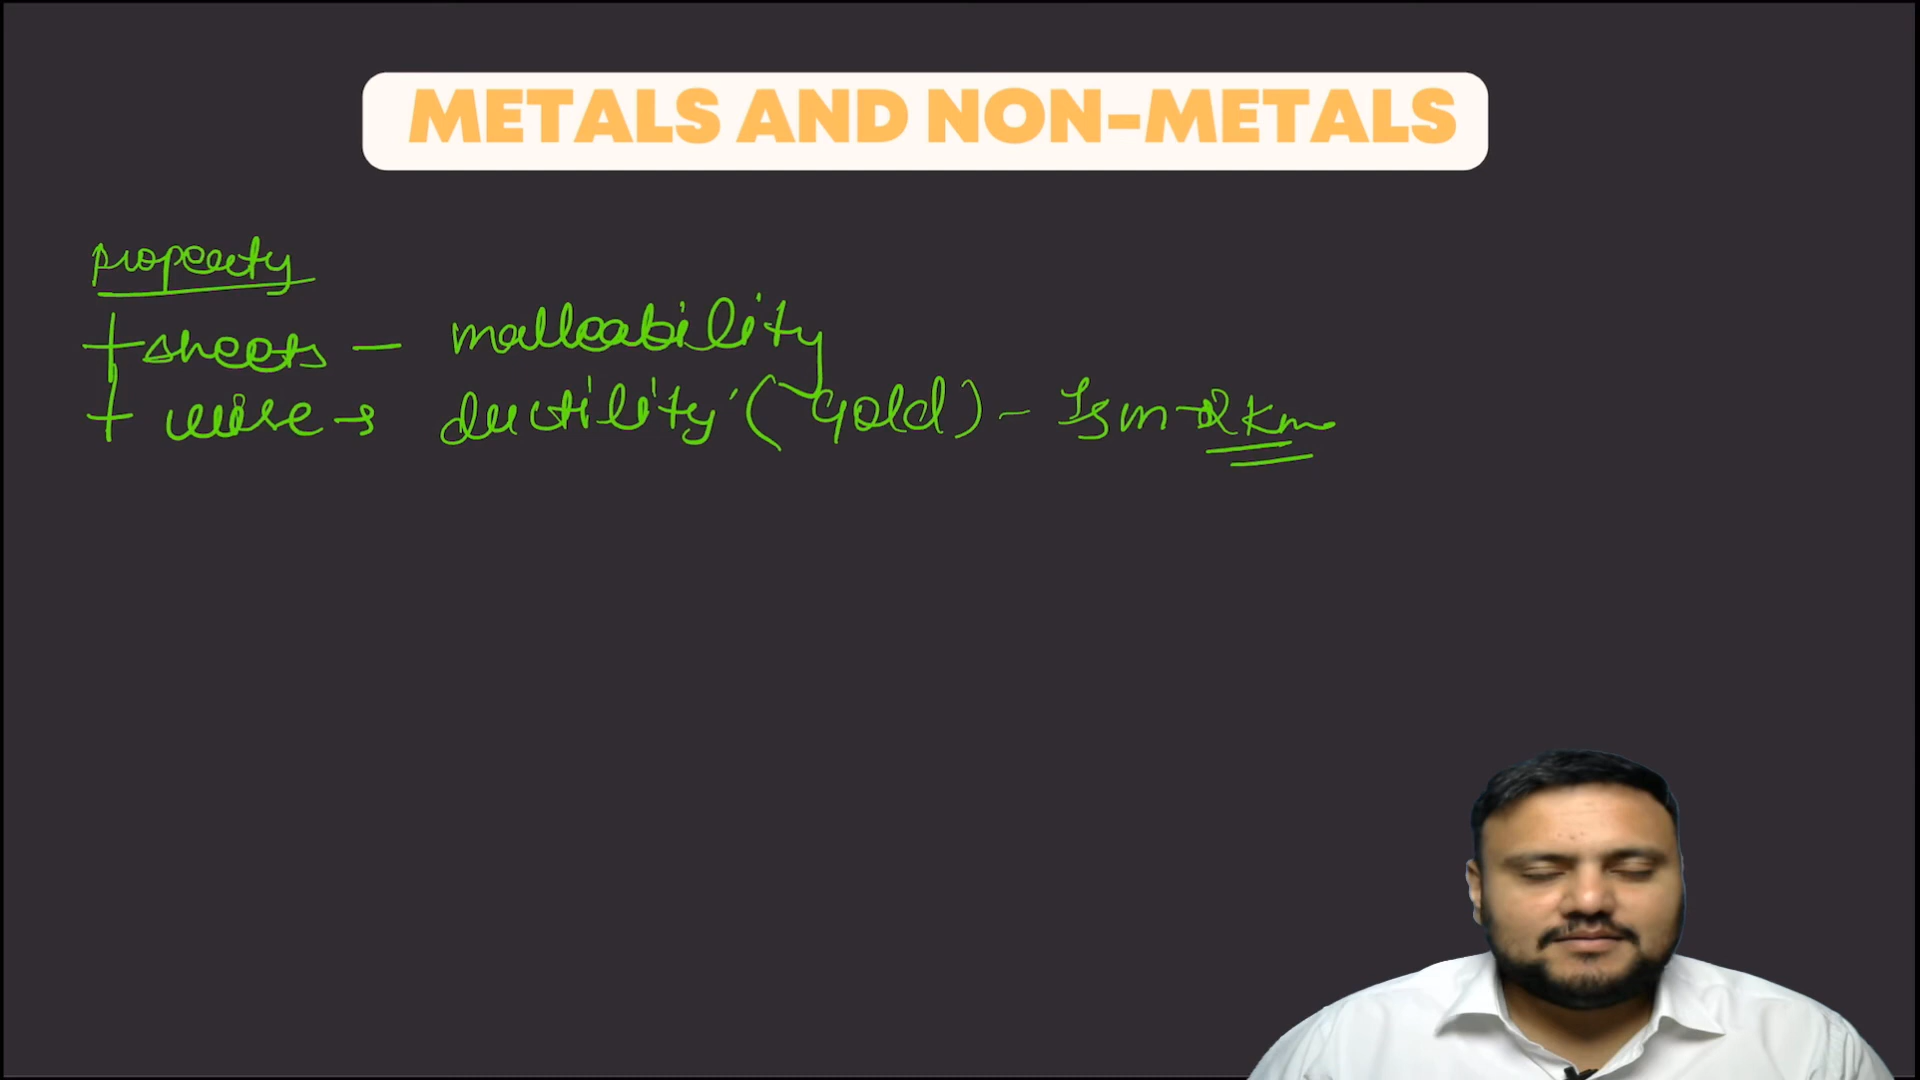 METALS AND NON-METALS
property
+ sheets – malleability
+ wire → ductility (gold) – 1gm → 2km